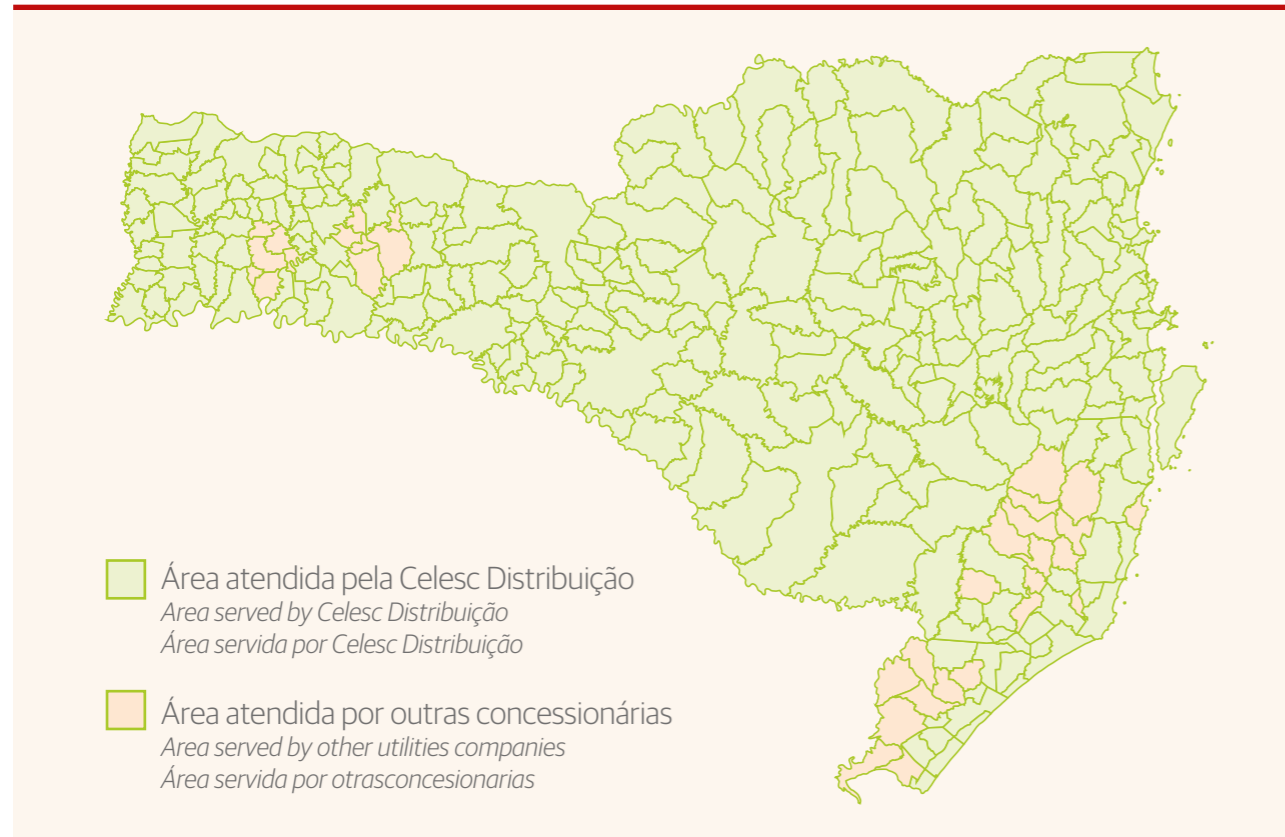 Área atendida pela Celesc Distribuição
Area served by Celesc Distribuição
Área servida por Celesc Distribuição
Área atendida por outras concessionárias
Area served by other utilities companies
Área servida por otrasconcesionarias